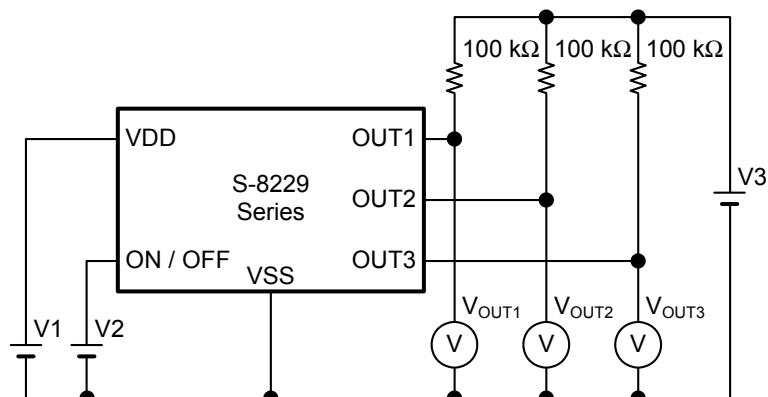 100 kΩ 100 kΩ 100 kΩ
VDD OUT1
S-8229
Series
OUT2
V3
ON / OFF OUT3
VSS
V1 V2
VOUT1 VOUT2 VOUT3
V V V